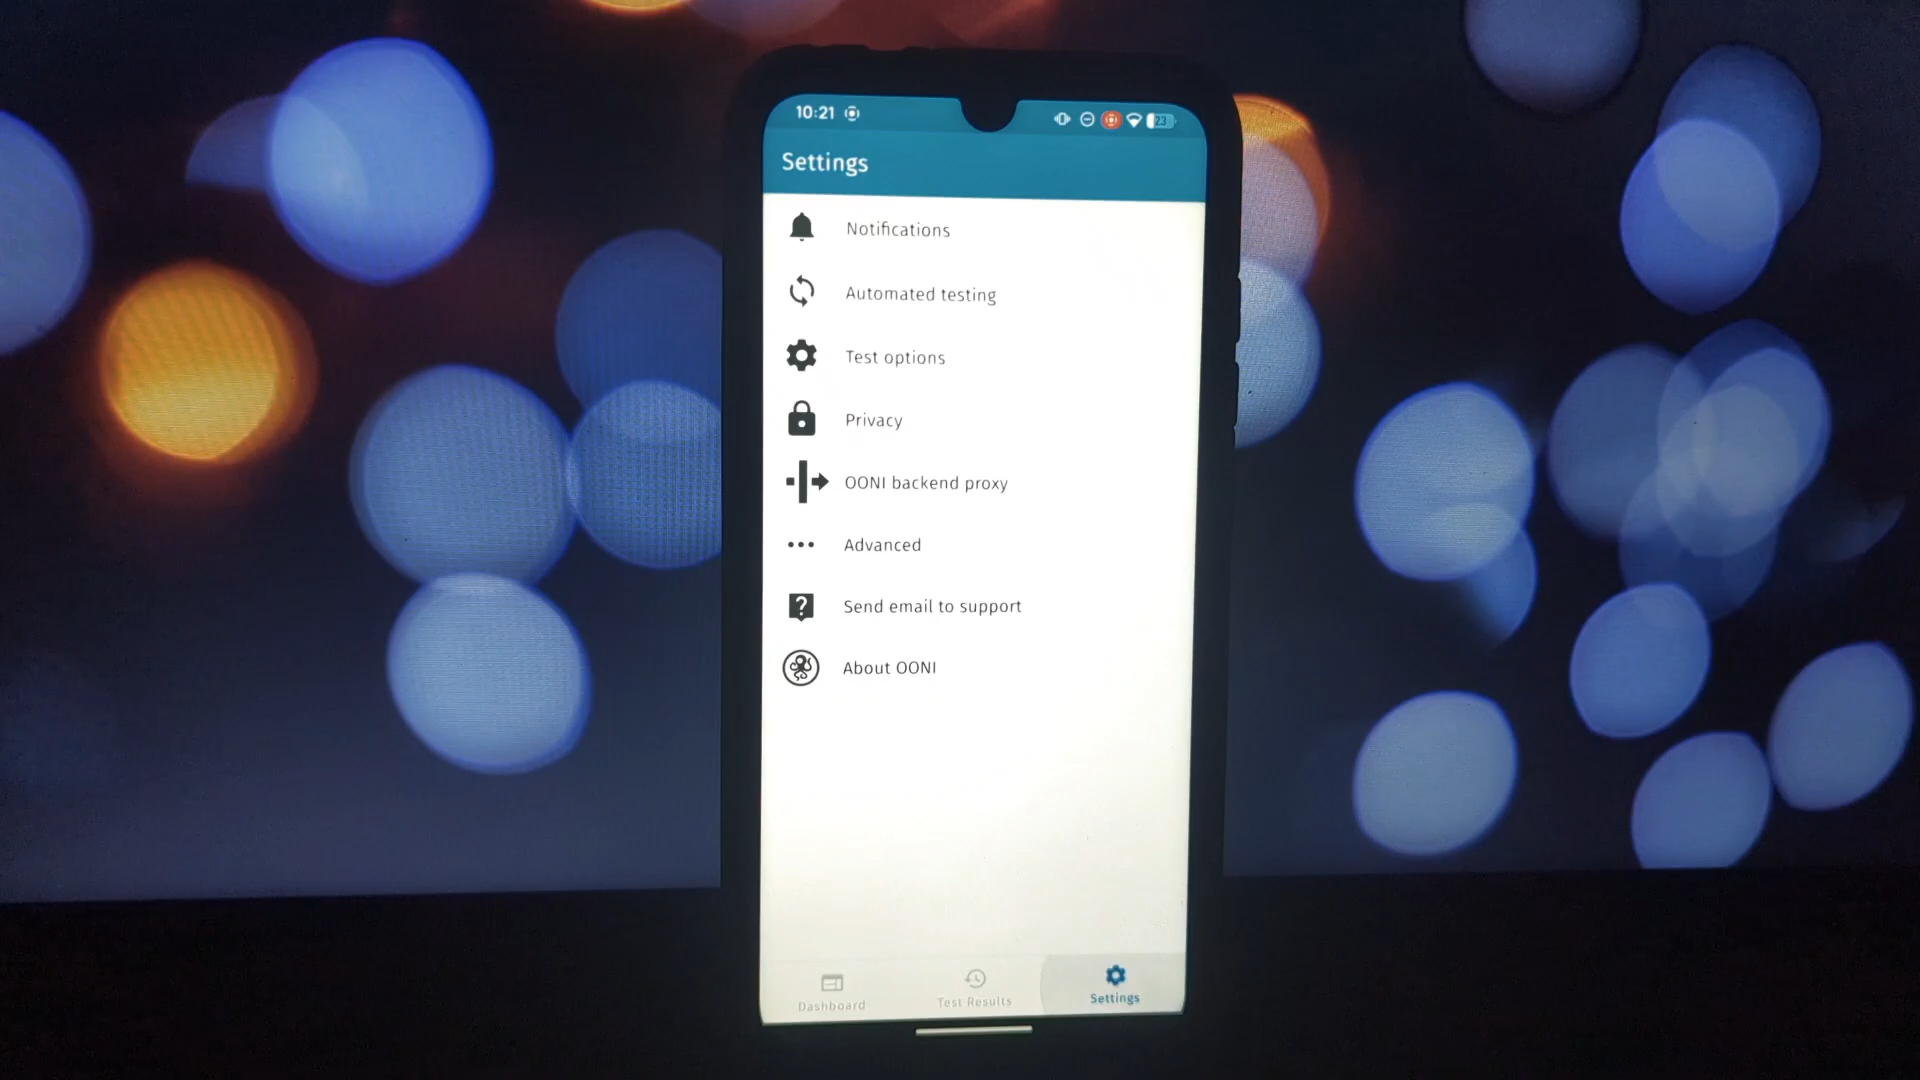 10:21
23
Settings
Notifications
Automated testing
Test options
Privacy
OONI backend proxy
Advanced
Send email to support
About OONI
Dashboard
Test Results
Settings